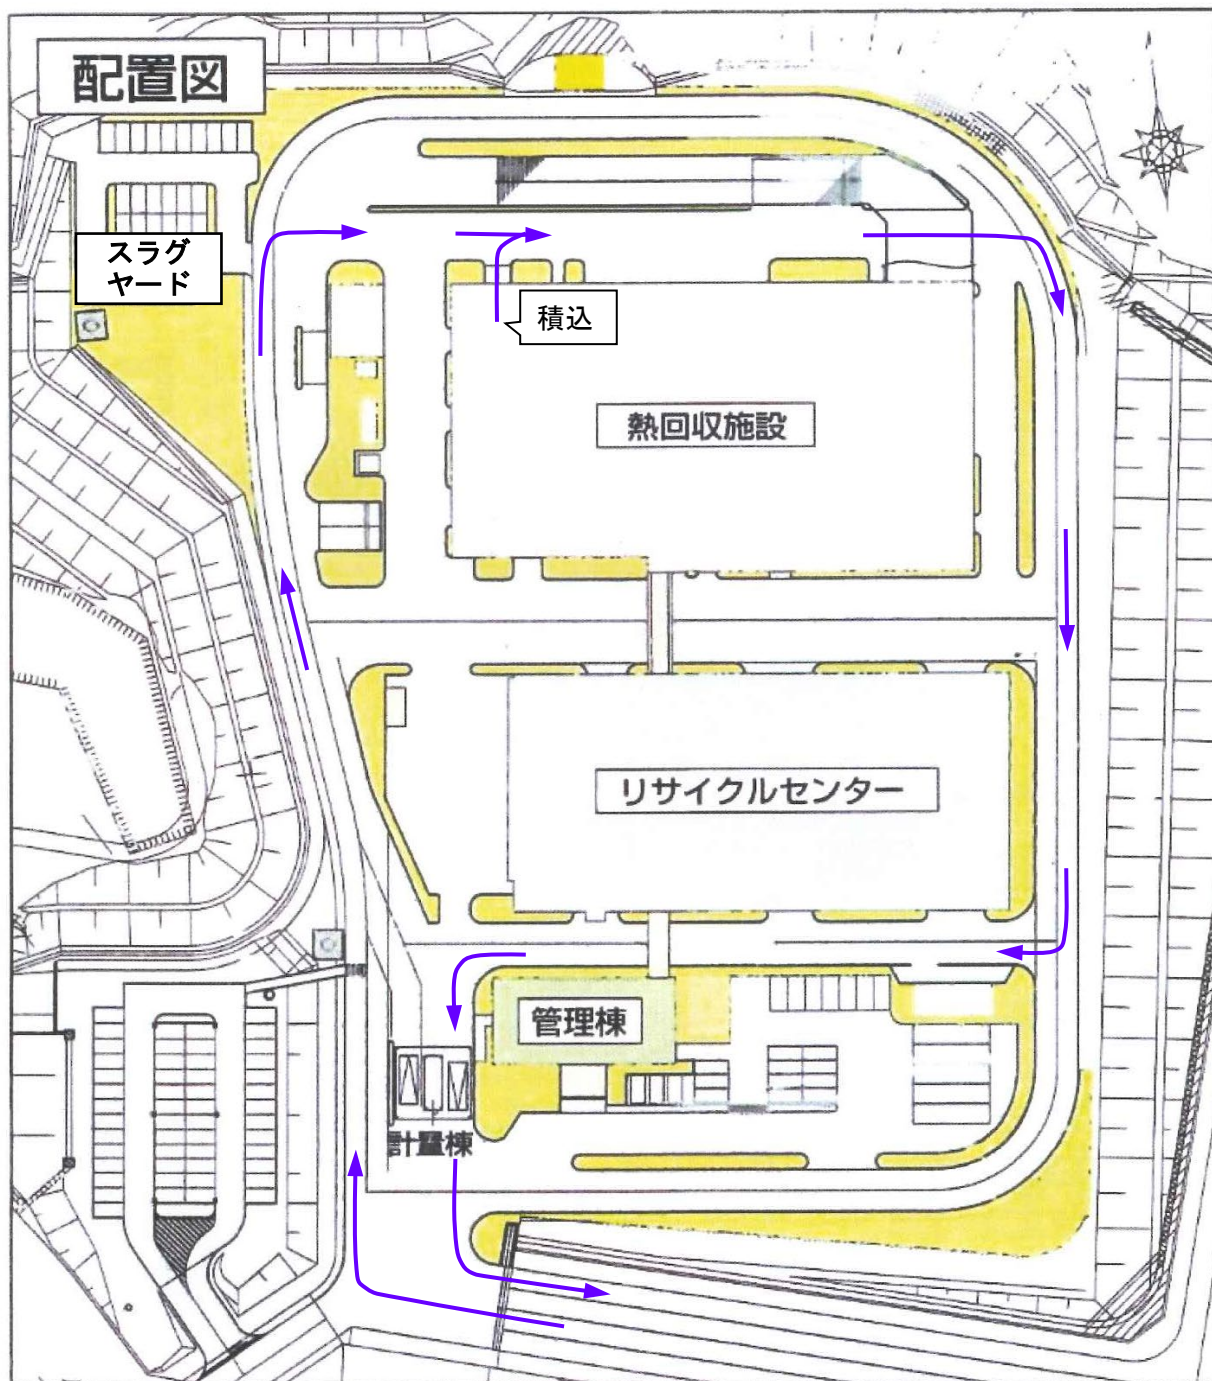 配置図
スラグ
ヤード
積込
熱回収施設
リサイクルセンター
管理棟
計量棟